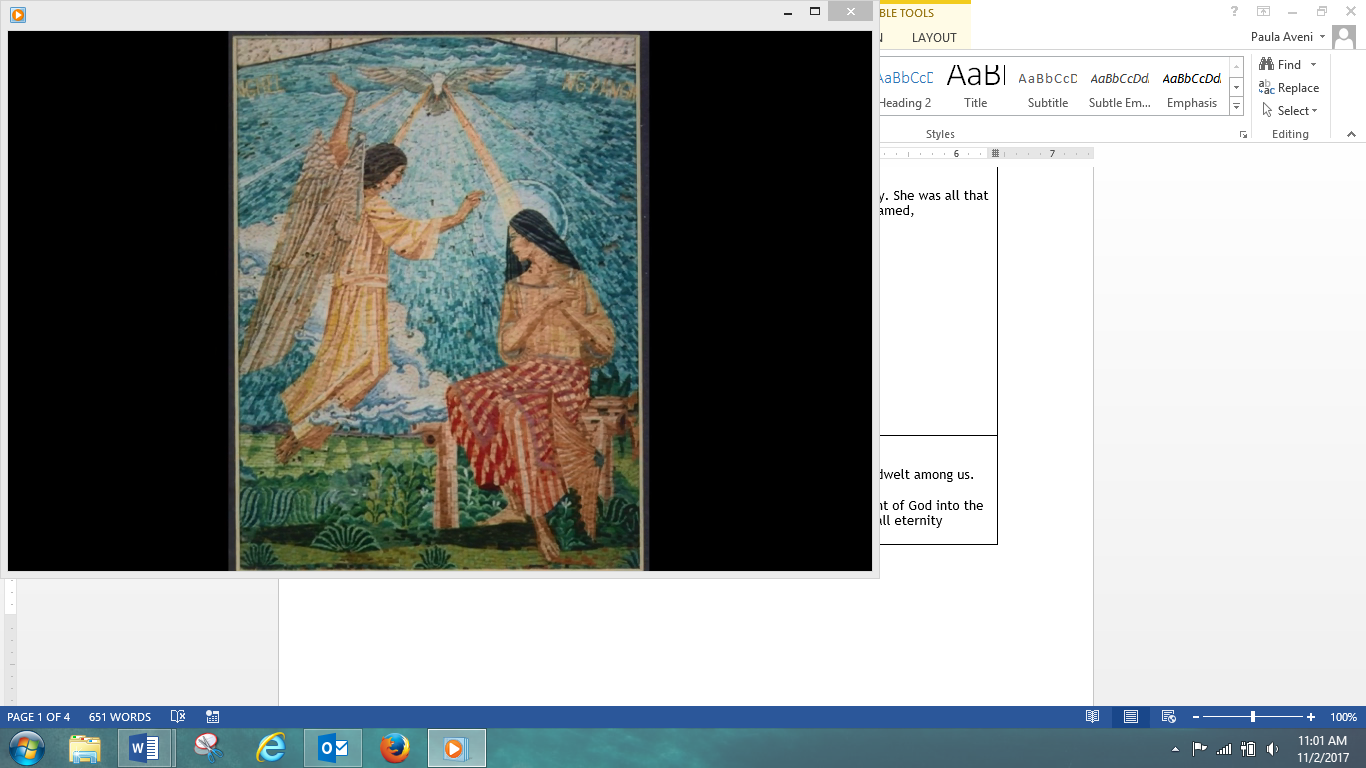 BLE TOOLS
LAYOUT
Paula Aveni
AaBbCcD
AaB
AaBbCcD
AaBbCcDd
AaBbCcDd
Heading 2
Title
Subtitle
Subtle Em...
Emphasis
Find
Replace
Select
Styles
Editing
6
7
y. She was all that
amed,
dwelt among us.
nt of God into the
all eternity
PAGE 1 OF 4
651 WORDS
100%
11:01 AM
11/2/2017